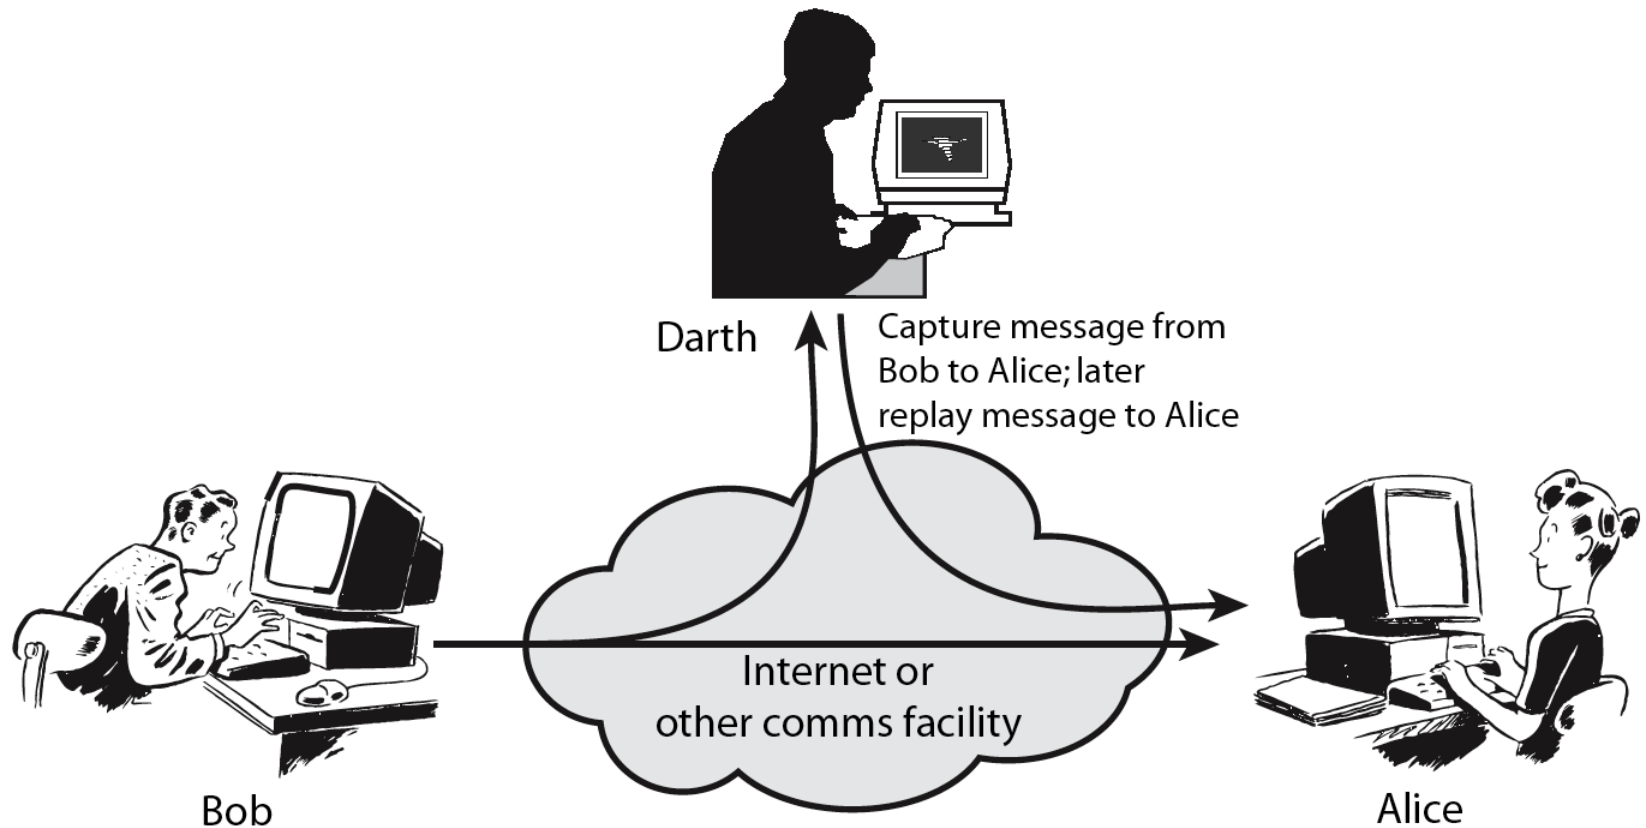 Darth
Capture message from
Bob to Alice; later
replay message to Alice
Internet or
other comms facility
Bob
Alice